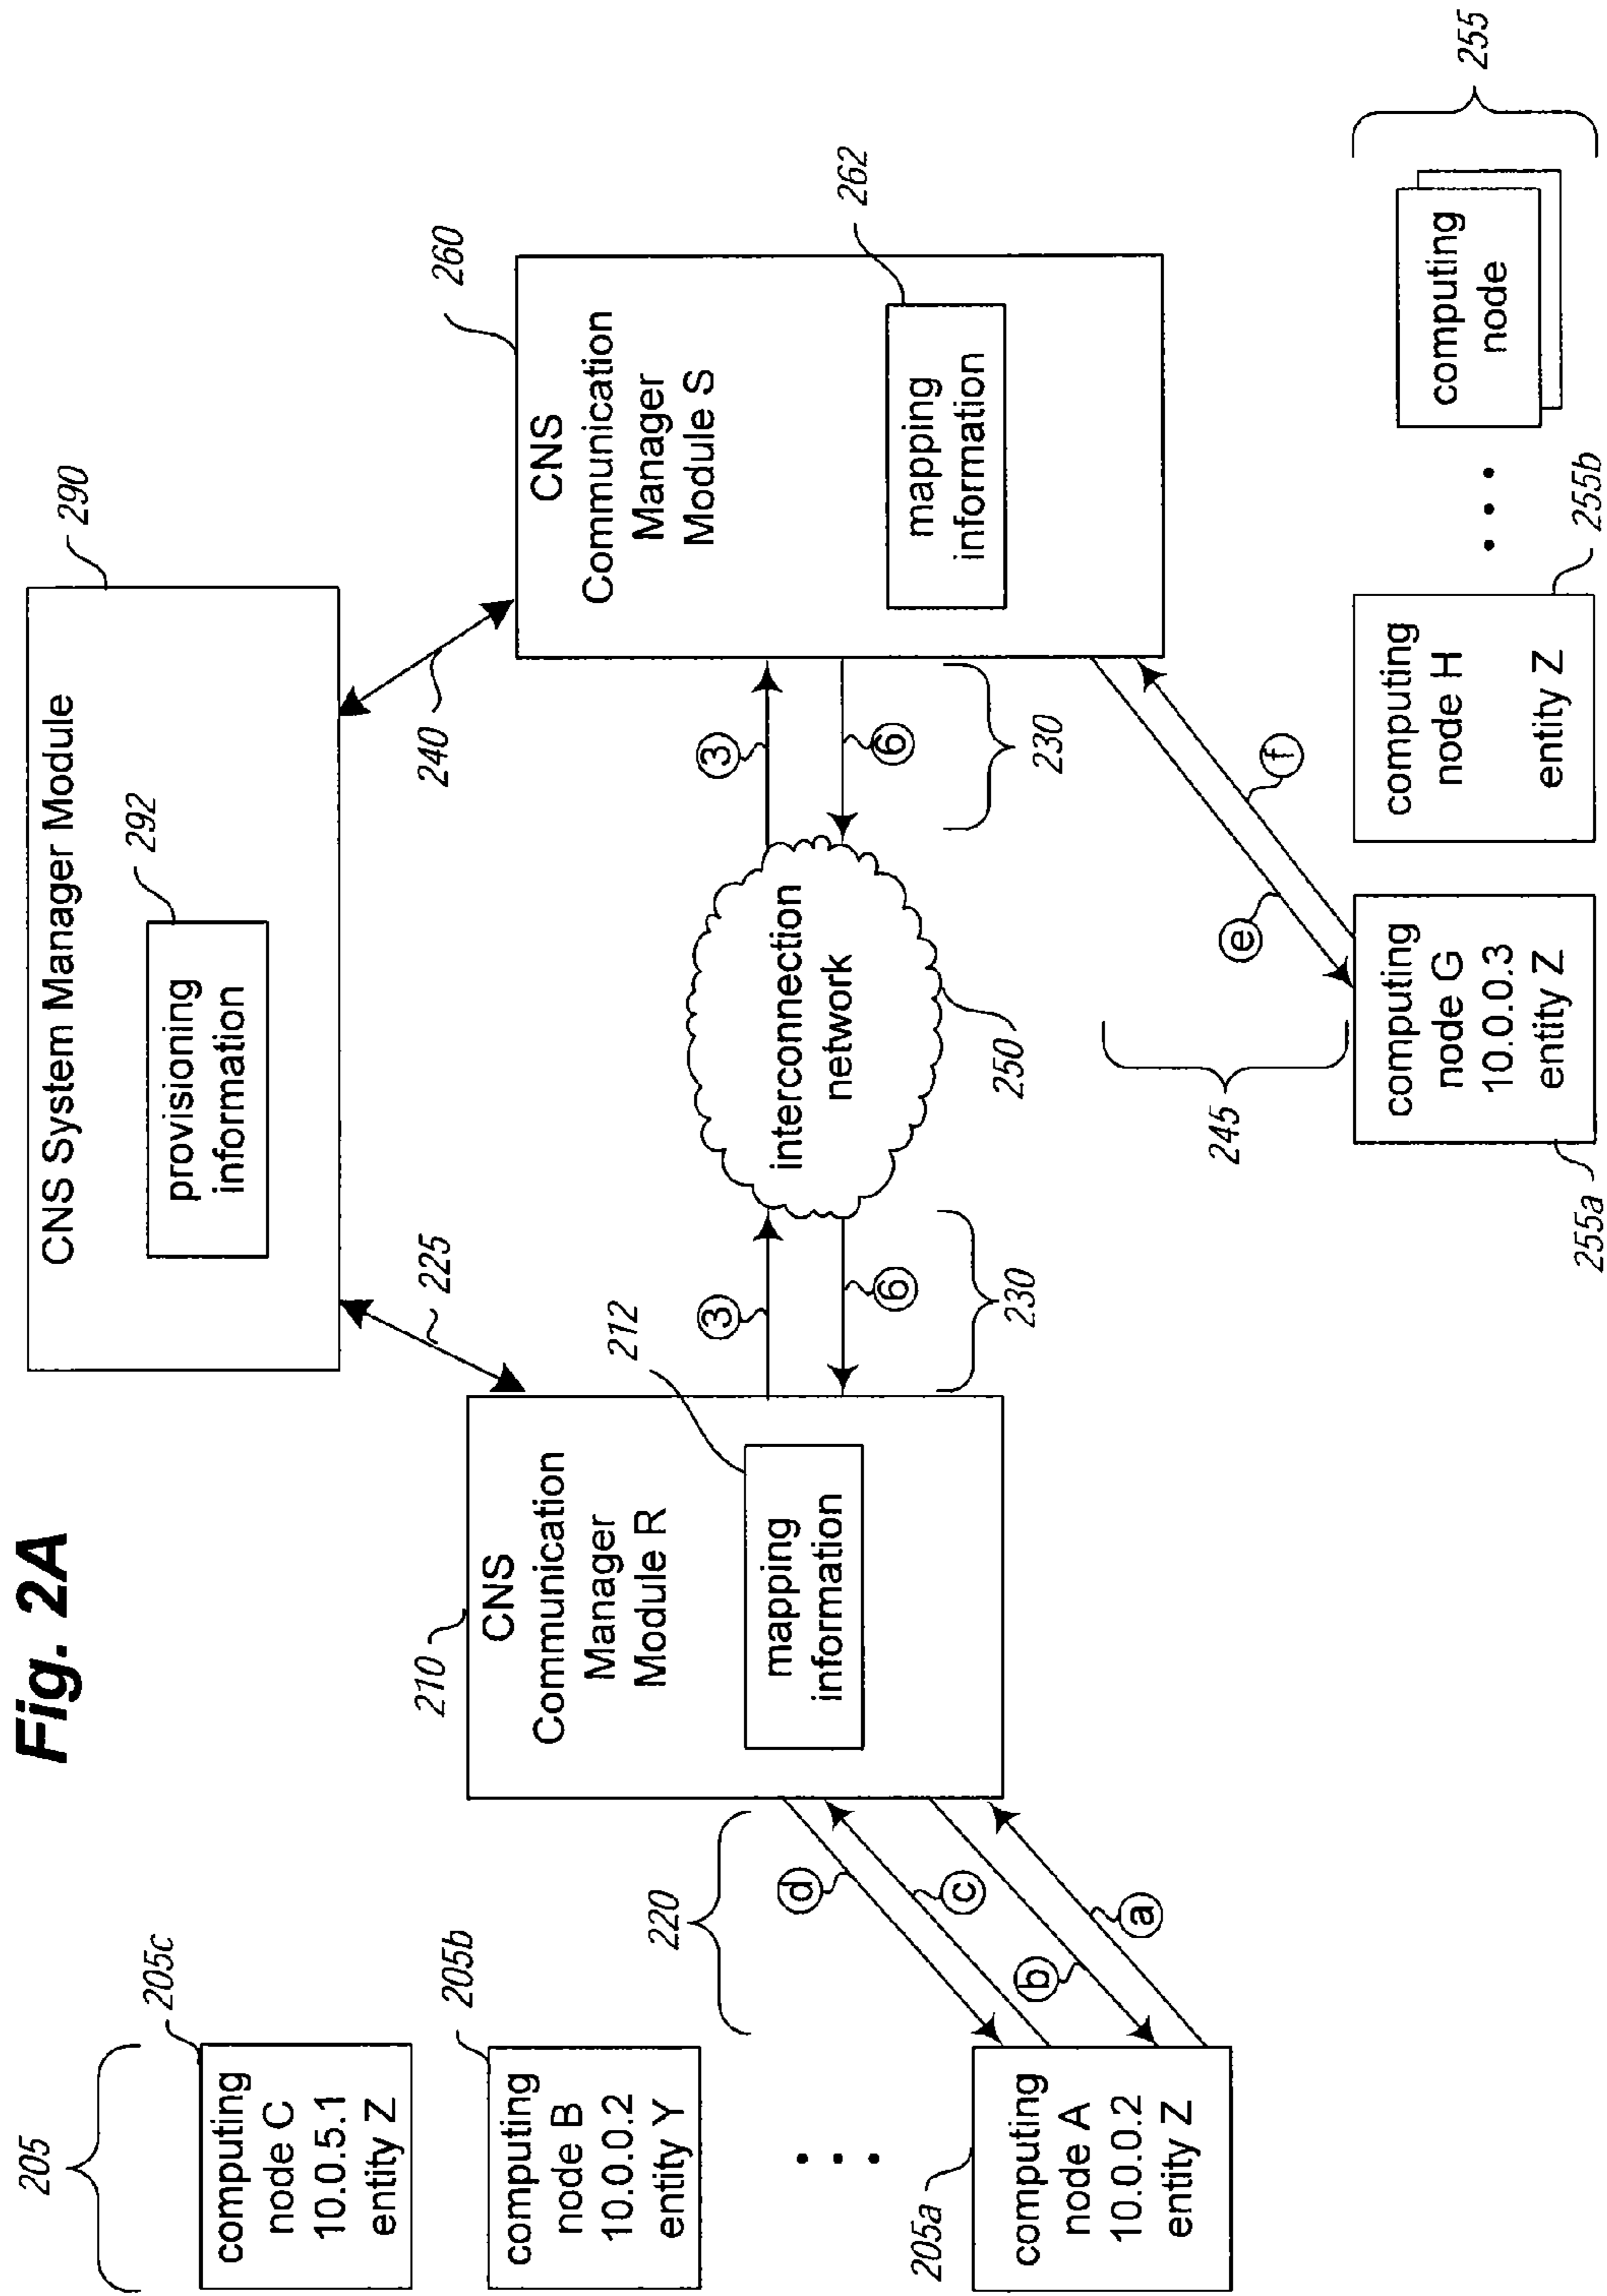 Fig. 2A
CNS System Manager Module
290
provisioning
information
292
225
240
205
computing
node C
10.0.5.1
entity Z
205c
computing
node B
10.0.0.2
entity Y
205b
205a
computing
node A
10.0.0.2
entity Z
220
d
c
b
a
210
CNS
Communication
Manager
Module R
mapping
information
212
3
6
230
interconnection
network
250
3
6
230
260
CNS
Communication
Manager
Module S
mapping
information
262
245
e
f
computing
node G
10.0.0.3
entity Z
255a
computing
node H
entity Z
255b
computing
node
255